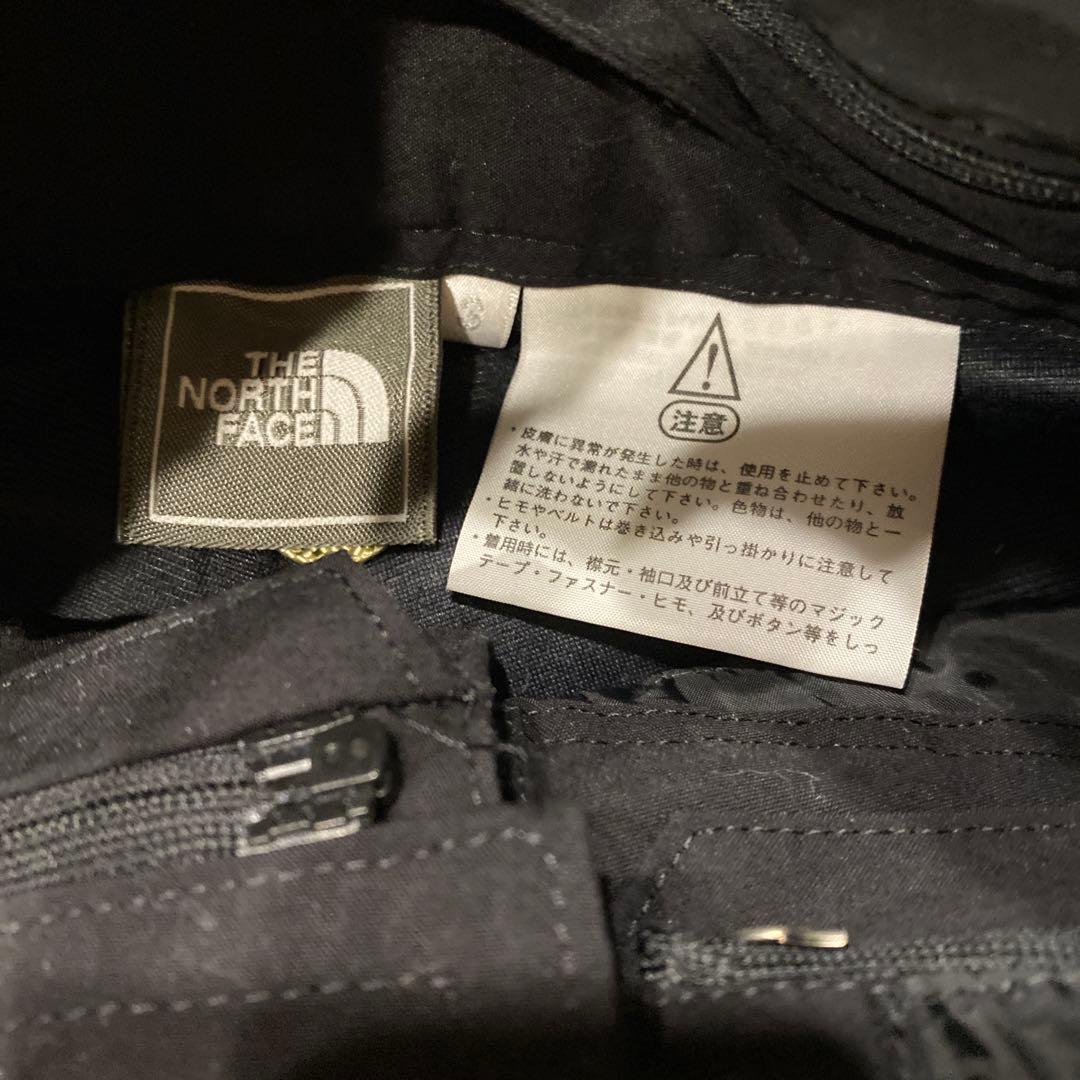 THE
NORTH
FACE
注意
・皮膚に異常が発生した時は、使用を止めて下さい。
水や汗で濡れたまま他の物と重ね合わせたり、放
置しないようにして下さい。色物は、他の物と一
緒に洗わないで下さい。
・ヒモやベルトは巻き込みや引っ掛かりに注意して
下さい。
・着用時には、襟元・袖口及び前立て等のマジック
テープ・ファスナー・ヒモ、及びボタン等をしっ